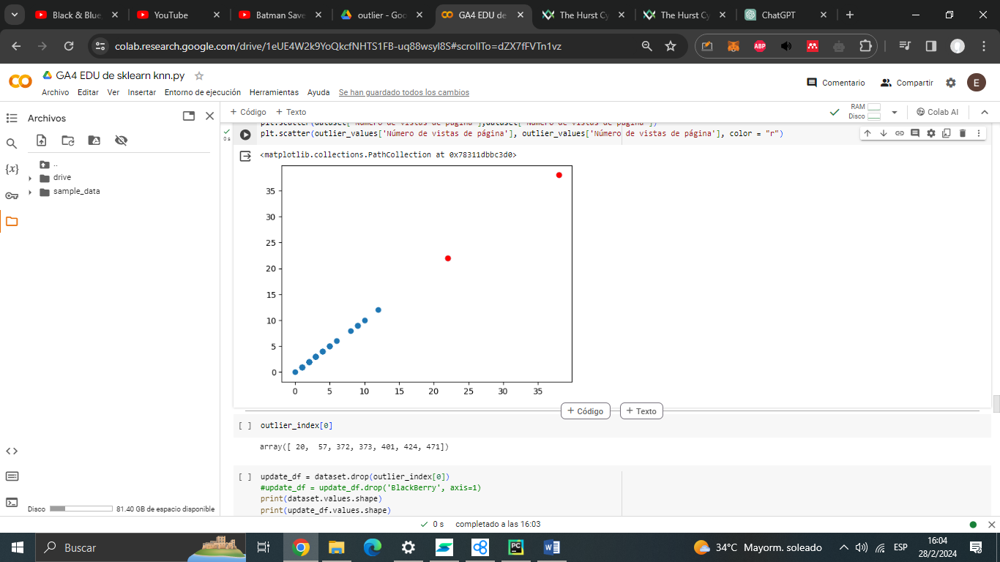 Black & Blue
YouTube
Batman Save
outlier - Goo
GA4 EDU de
The Hurst Cy
The Hurst Cy
ChatGPT
colab.research.google.com/drive/1eUE4W2k9YoQkcfNHTS1FB-uq88wsyl8S#scrollTo=dZX7fFVTn1vz
ABP
CO
GA4 EDU de sklearn knn.py
Comentario
Compartir
E
Archivo Editar Ver Insertar Entorno de ejecución Herramientas Ayuda Se han guardado todos los cambios
Archivos
+ Código + Texto
RAM
Disco
Colab AI
..
drive
sample_data
{x}
0 s
plt.scatter(dataset['Número de vistas de página'],dataset['Número de vistas de página'])
plt.scatter(outlier_values['Número de vistas de página'], outlier_values['Número de vistas de página'], color = "r")
<matplotlib.collections.PathCollection at 0x78311dbbc3d0>
35
30
25
20
15
10
5
0
0 5 10 15 20 25 30 35
+ Código + Texto
[ ] outlier_index[0]
array([ 20,  57, 372, 373, 401, 424, 471])
[ ] update_df = dataset.drop(outlier_index[0])
#update_df = update_df.drop('BlackBerry', axis=1)
print(dataset.values.shape)
print(update_df.values.shape)
Disco 81.40 GB de espacio disponible
0 s completado a las 16:03
Buscar
PC
W
34°C Mayorm. soleado
ESP
16:04
28/2/2024